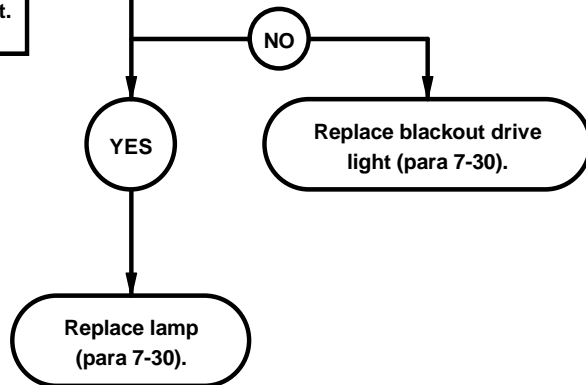 t.
NO
YES
Replace blackout drive
light (para 7-30).
Replace lamp
(para 7-30).